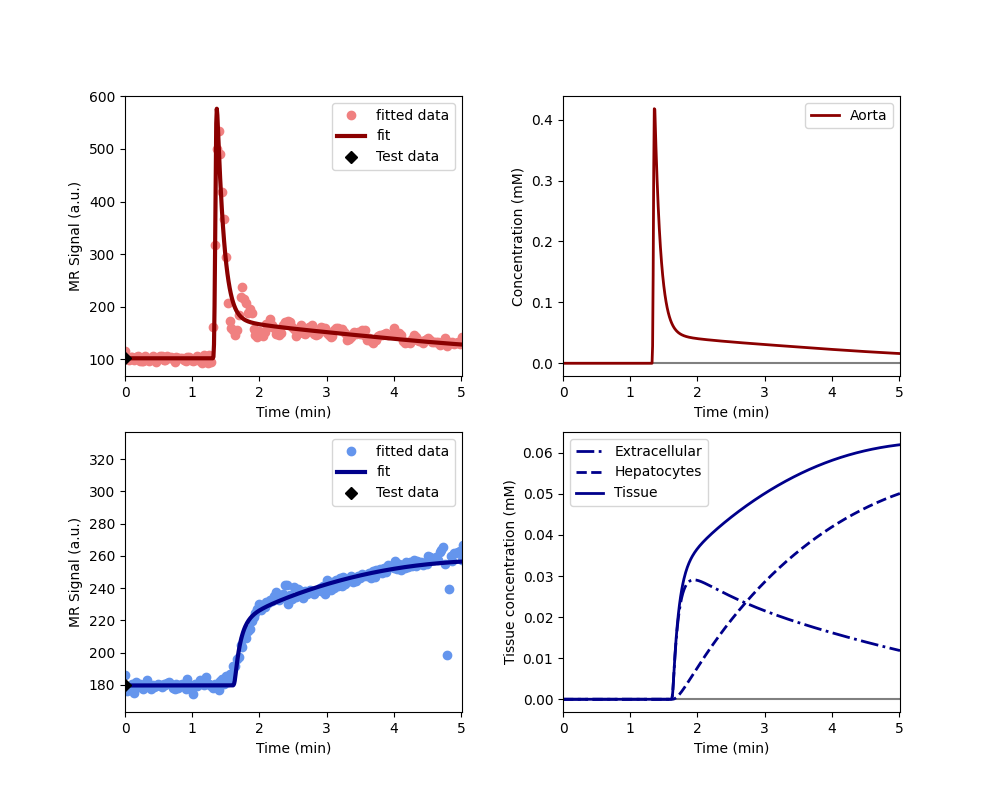 600
500
400
300
200
100
0 1 2 3 4 5
MR Signal (a.u.)
Time (min)
fitted data
fit
Test data
0.4
0.3
0.2
0.1
0.0
0 1 2 3 4 5
Concentration (mM)
Time (min)
Aorta
320
300
280
260
240
220
200
180
0 1 2 3 4 5
MR Signal (a.u.)
Time (min)
fitted data
fit
Test data
0.06
0.05
0.04
0.03
0.02
0.01
0.00
0 1 2 3 4 5
Tissue concentration (mM)
Time (min)
Extracellular
Hepatocytes
Tissue